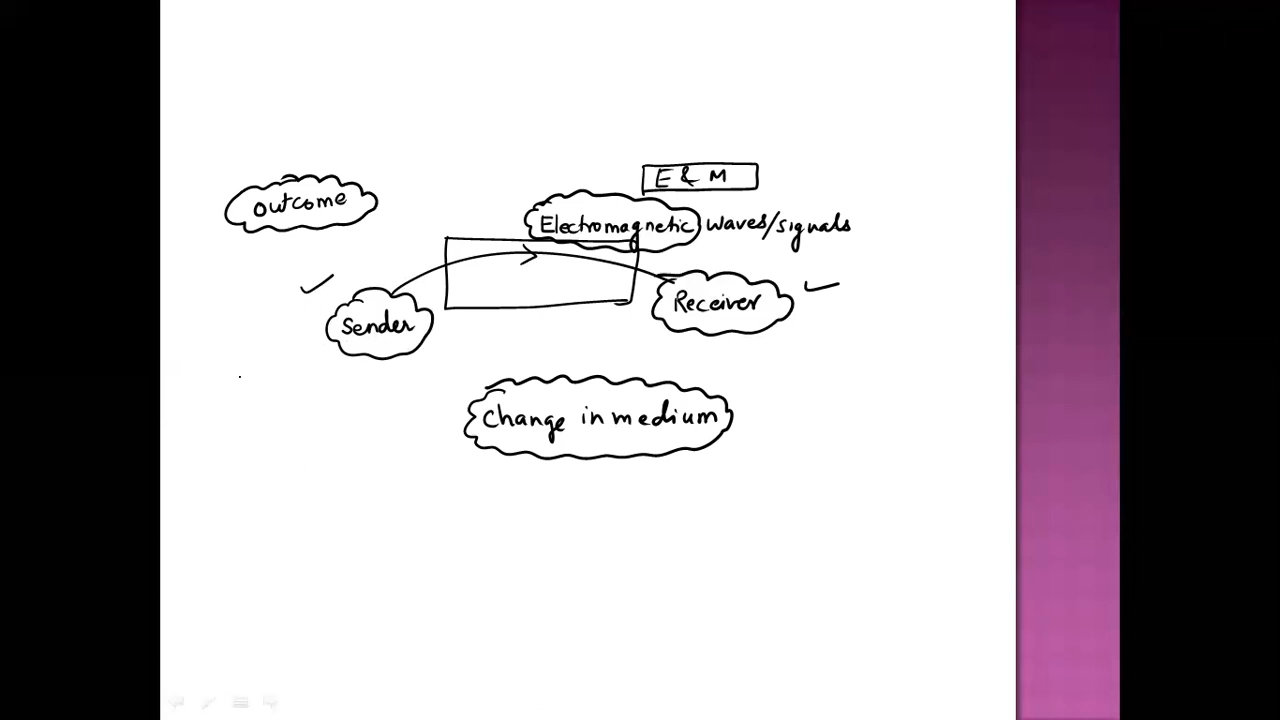 E & M
outcome
Electromagnetic waves/signals
Sender
Receiver
Change in medium